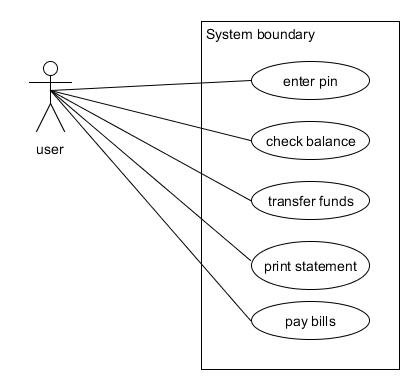 System boundary
enter pin
check balance
user
transfer funds
print statement
pay bills